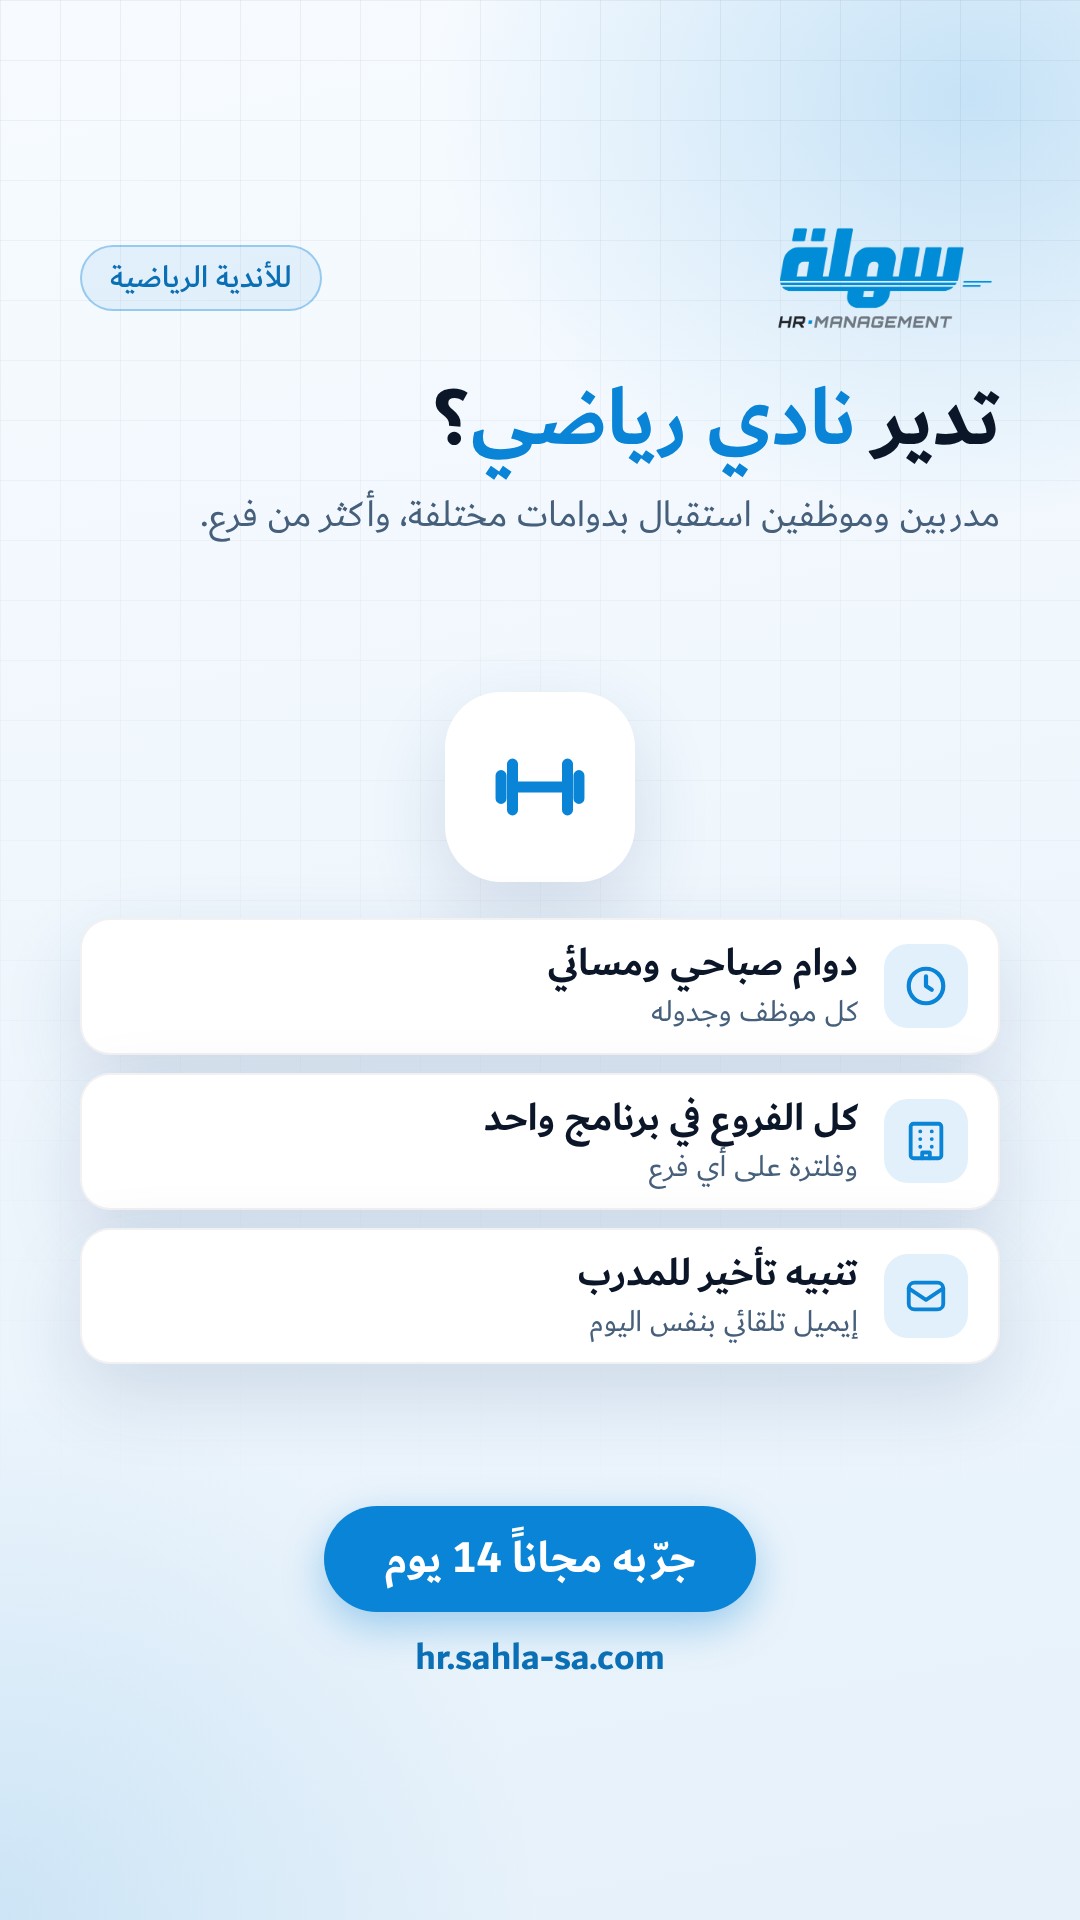 سهلة
HR·MANAGEMENT
للأندية الرياضية
تدير نادي رياضي؟
مدربين وموظفين استقبال بدوامات مختلفة، وأكثر من فرع.
دوام صباحي ومسائي
كل موظف وجدوله
كل الفروع في برنامج واحد
وفلترة على أي فرع
تنبيه تأخير للمدرب
إيميل تلقائي بنفس اليوم
جرّبه مجاناً 14 يوم
hr.sahla-sa.com